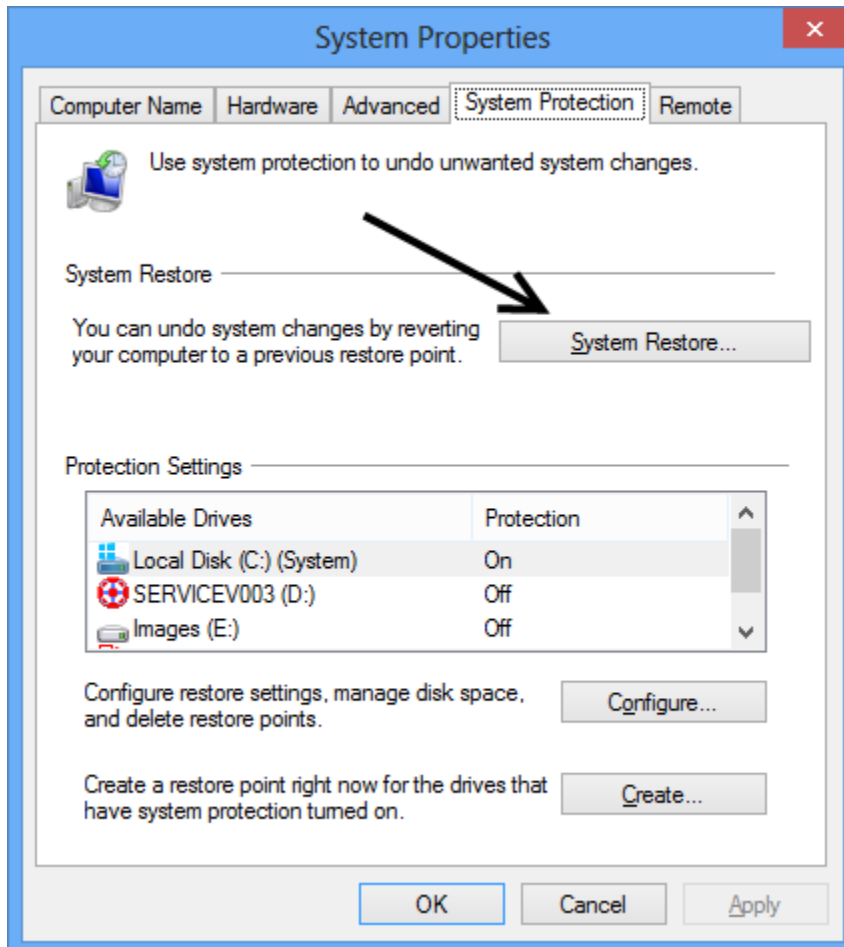 System Properties
Computer Name Hardware Advanced System Protection Remote
Use system protection to undo unwanted system changes.
System Restore
You can undo system changes by reverting
your computer to a previous restore point.
System Restore...
Protection Settings
Available Drives Protection
Local Disk (C:) (System) On
SERVICEV003 (D:) Off
Images (E:) Off
Configure restore settings, manage disk space,
and delete restore points.
Configure...
Create a restore point right now for the drives that
have system protection turned on.
Create...
OK Cancel Apply